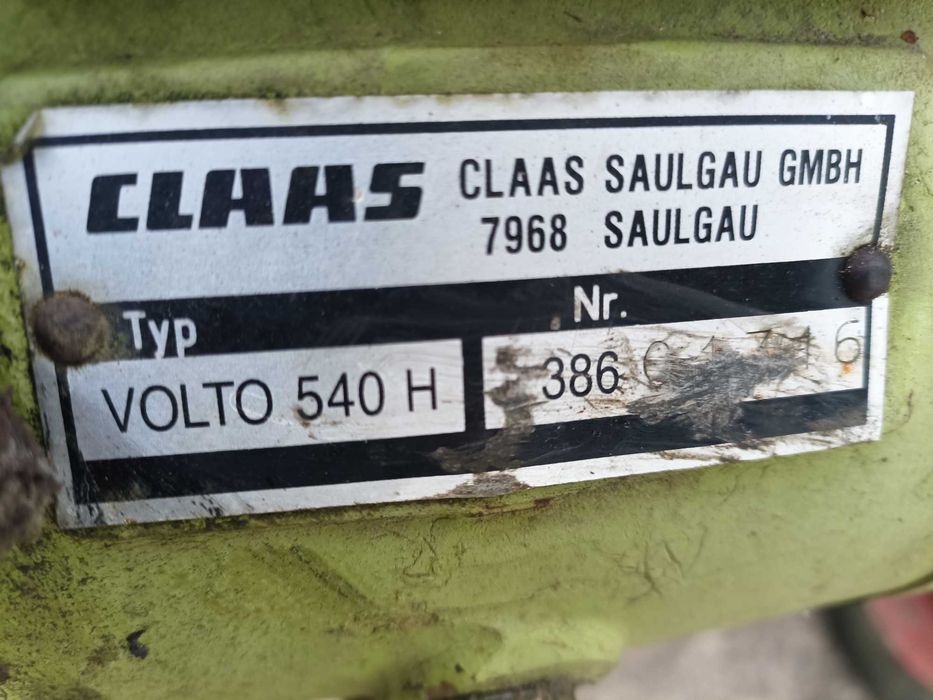 CLAAS CLAAS SAULGAU GMBH
7968 SAULGAU
Typ Nr.
VOLTO 540 H 386